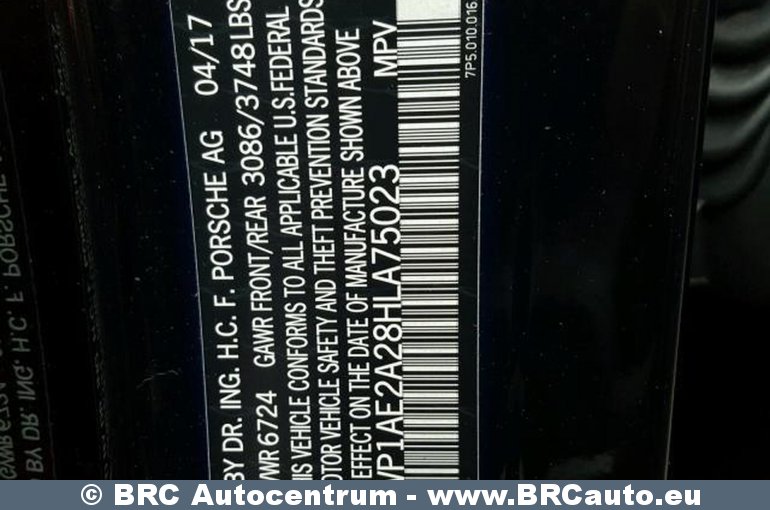 BY DR. ING. H.C. F. PORSCHE AG 04/17
WR 6724 GAWR FRONT/REAR 3086/3748LBS
IS VEHICLE CONFORMS TO ALL APPLICABLE U.S.FEDERAL
OTOR VEHICLE SAFETY AND THEFT PREVENTION STANDARDS
EFFECT ON THE DATE OF MANUFACTURE SHOWN ABOVE
VP1AE2A28HLA75023 MPV
7P5.010.016
© BRC Autocentrum - www.BRCauto.eu